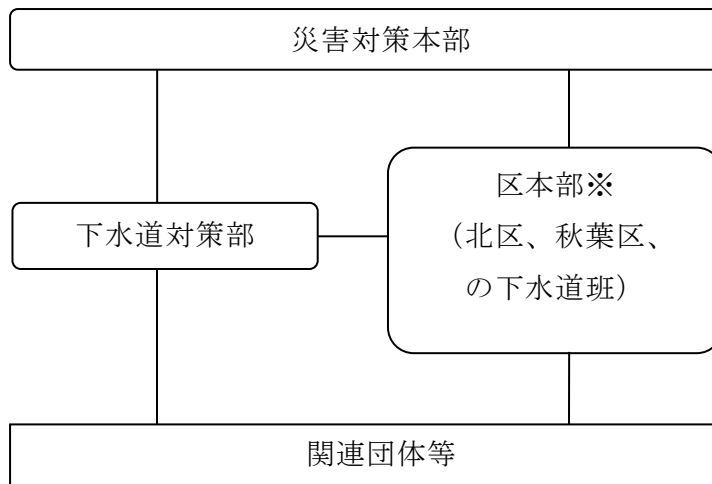 災害対策本部
下水道対策部
区本部※
（北区、秋葉区、
の下水道班）
関連団体等